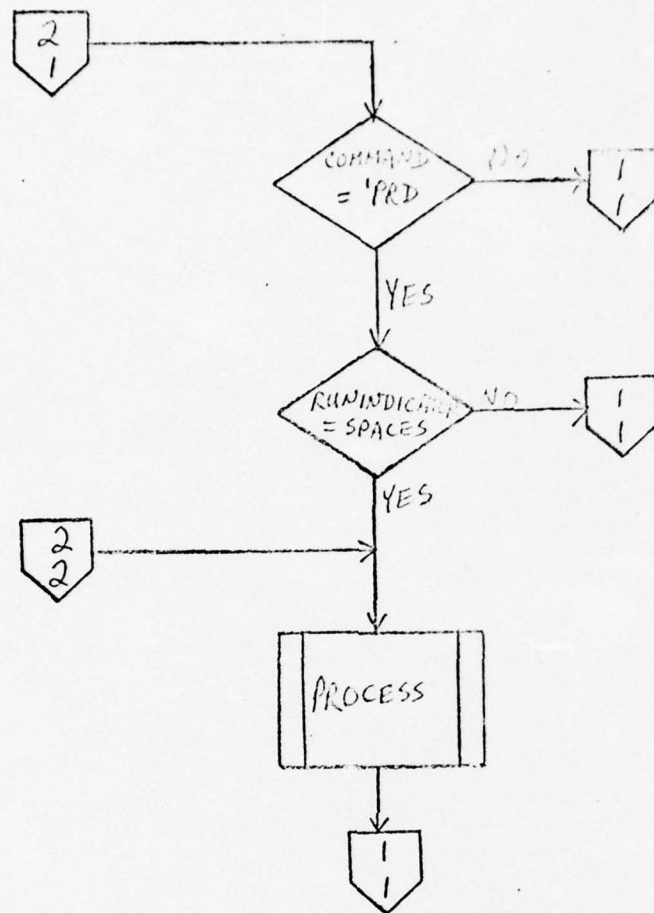 2
1
COMMAND
= 'PRD
NO
1
1
YES
RUNINDICATOR
= SPACES
NO
1
1
YES
2
2
PROCESS
1
1